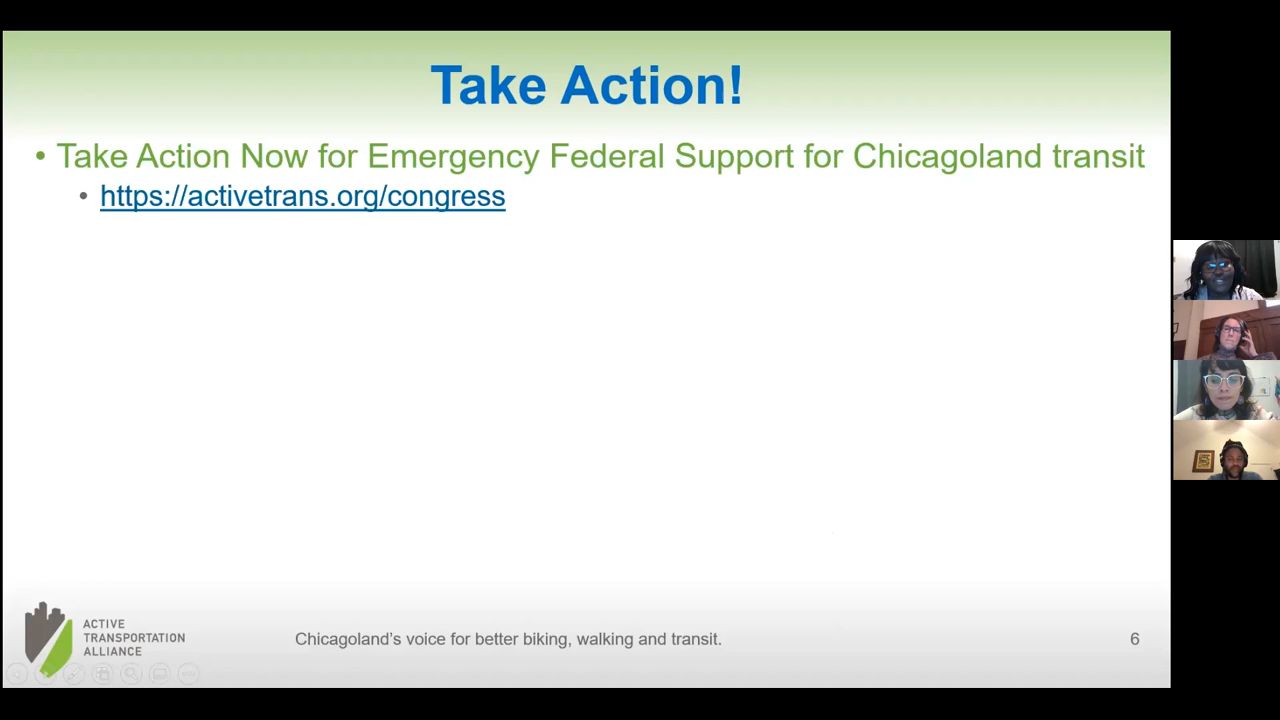 Take Action!
• Take Action Now for Emergency Federal Support for Chicagoland transit
• https://activetrans.org/congress
ACTIVE
TRANSPORTATION
ALLIANCE
Chicagoland’s voice for better biking, walking and transit.
6